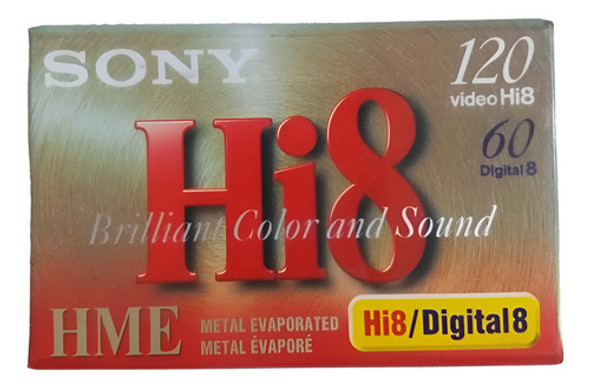 SONY
120
video Hi8
60
Digital 8
Hi8
Brilliant Color and Sound
HME
METAL EVAPORATED
METAL ÉVAPORÉ
Hi8/Digital8